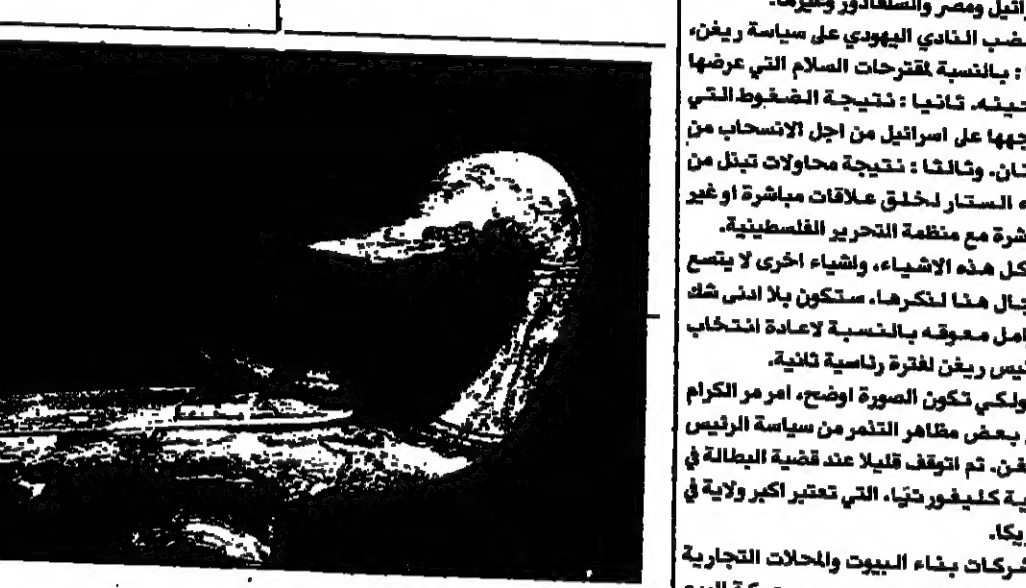 ائيل ومصر والسلفادور وغيرها.
ضب النادي اليهودي على سياسة ريغن،
: بالنسبة لمقترحات السلام التي عرضها
حينه. ثانيا : نتيجة الضغوط التي
جهها على اسرائيل من اجل الانسحاب من
نان. وثالثا : نتيجة محاولات تبذل من
ء الستار لخلق علاقات مباشرة او غير
شرة مع منظمة التحرير الفلسطينية.
كل هذه الاشياء، واشياء اخرى لا يتسع
جال هنا لذكرها، ستكون بلا ادنى شك
امل معوقه بالنسبة لاعادة انتخاب
ئيس ريغن لفترة رئاسية ثانية.
ولكي تكون الصورة اوضح، امر مر الكرام
بعض مظاهر التذمر من سياسة الرئيس
يغن. ثم اتوقف قليلا عند قضية البطالة في
ية كليفورنيا، التي تعتبر اكبر ولاية في
يكا.
شركات بناء البيوت والمحلات التجارية